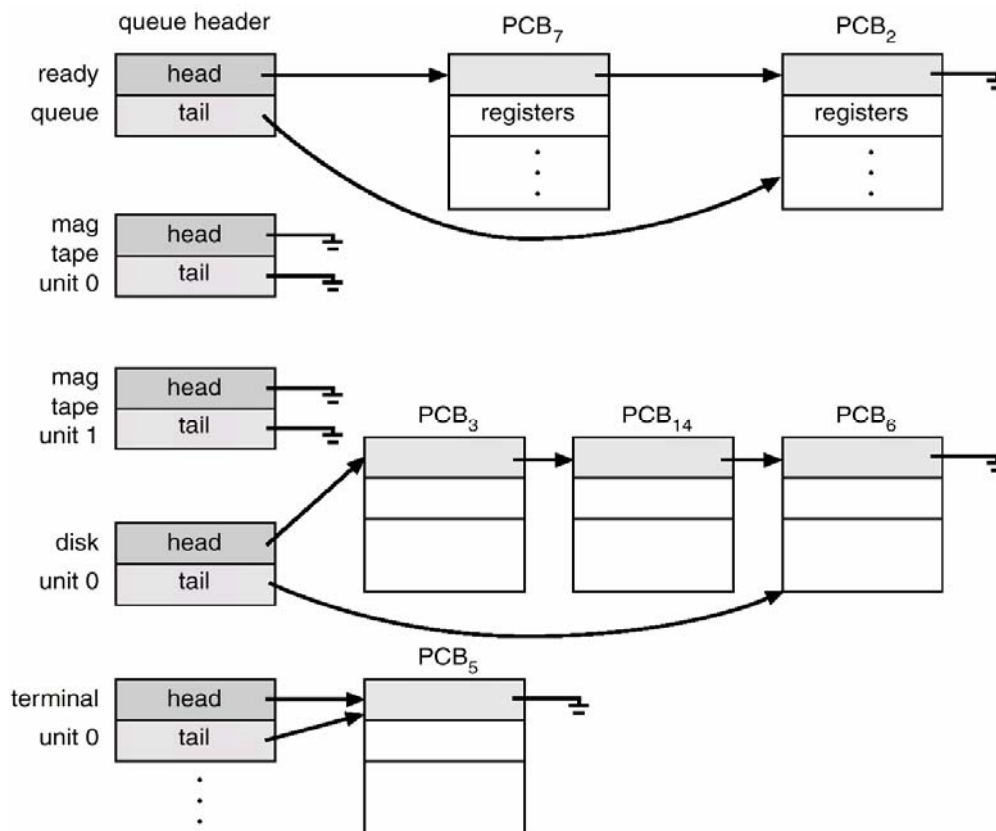 queue header
PCB7
PCB2
ready
queue
head
tail
registers
registers
mag
tape
unit 0
head
tail
mag
tape
unit 1
head
tail
PCB3
PCB14
PCB6
disk
unit 0
head
tail
PCB5
terminal
unit 0
head
tail